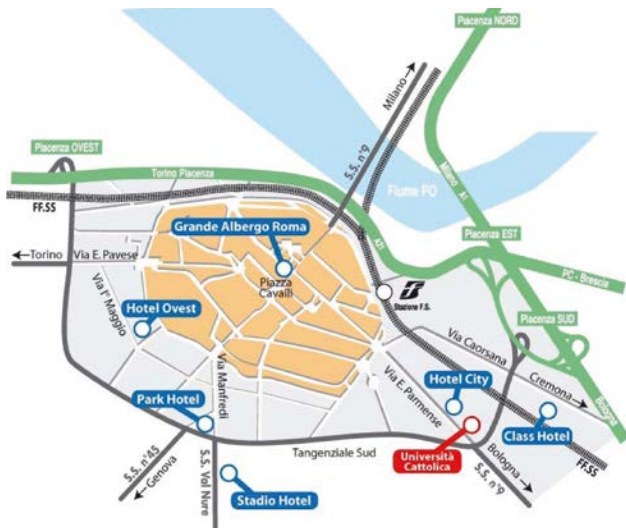 Piacenza NORD
Milano
S.S. n°9
Fiume PO
Milano A1
Piacenza OVEST
Torino Piacenza
FF.SS
Grande Albergo Roma
Piazza
Cavalli
A21
Piacenza EST
PC - Brescia
Torino
Via E. Pavese
Via I° Maggio
Hotel Ovest
Stazione F.S.
Piacenza SUD
Via Caorsana
Cremona
Bologna
Via Manfredi
Via E. Parmense
Hotel City
Park Hotel
Class Hotel
Tangenziale Sud
Università
Cattolica
FF.SS
Bologna
S.S. n°9
S.S. n°45
Genova
S.S. Val Nure
Stadio Hotel